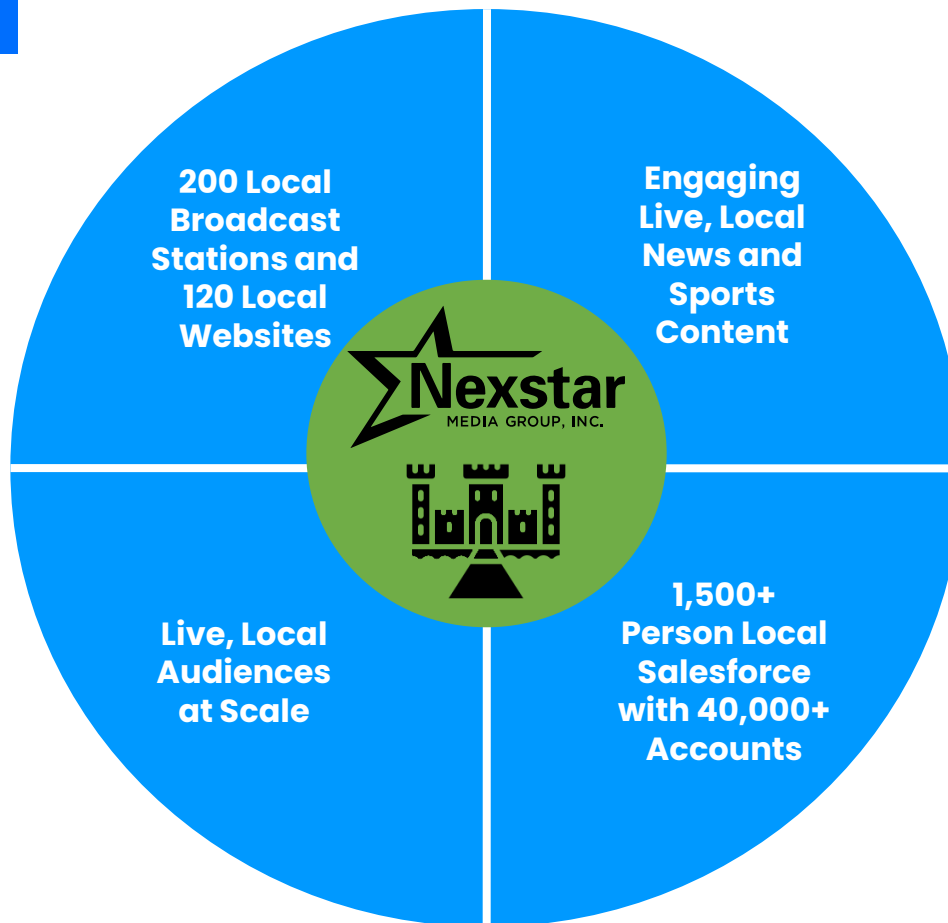 200 Local
Broadcast
Stations and
120 Local
Websites
Engaging
Live, Local
News and
Sports
Content
Nexstar
MEDIA GROUP, INC.
Live, Local
Audiences
at Scale
1,500+
Person Local
Salesforce
with 40,000+
Accounts